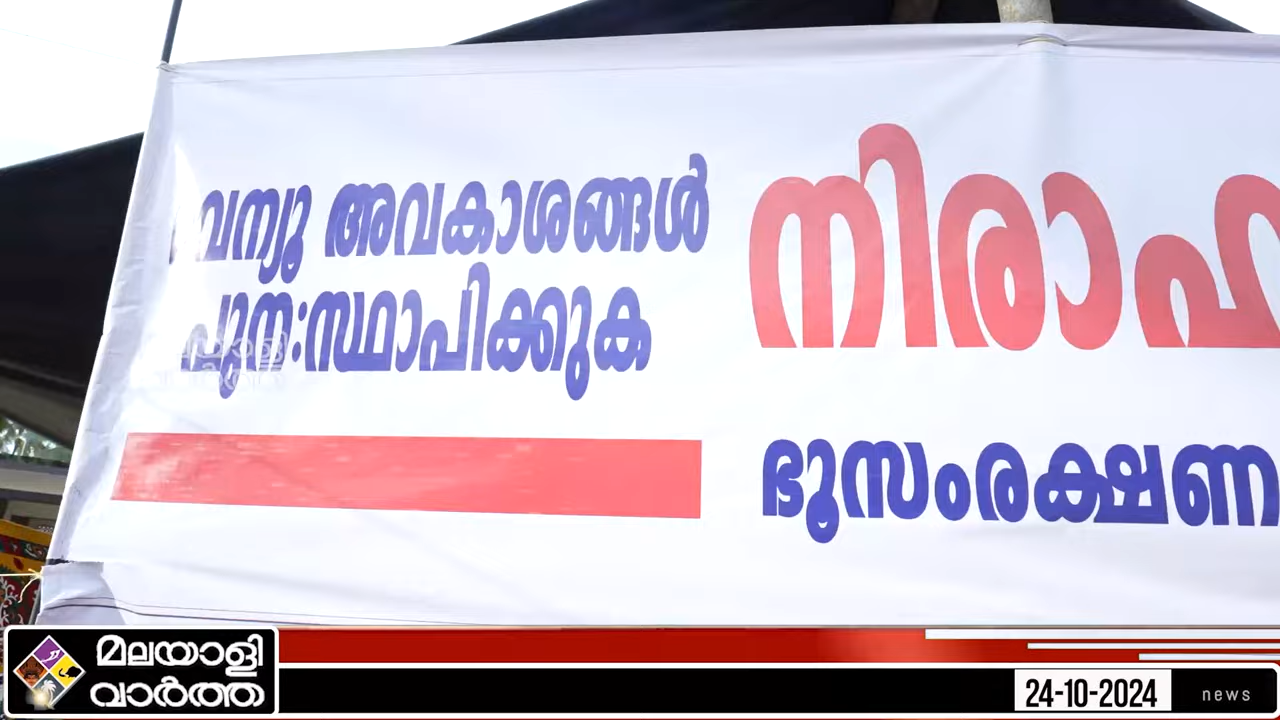 വന്യൂ അവകാശങ്ങൾ
പുനഃസ്ഥാപിക്കുക
നിരാഹ
ഭൂസംരക്ഷണ
മലയാളി
വാർത്ത
24-10-2024
news